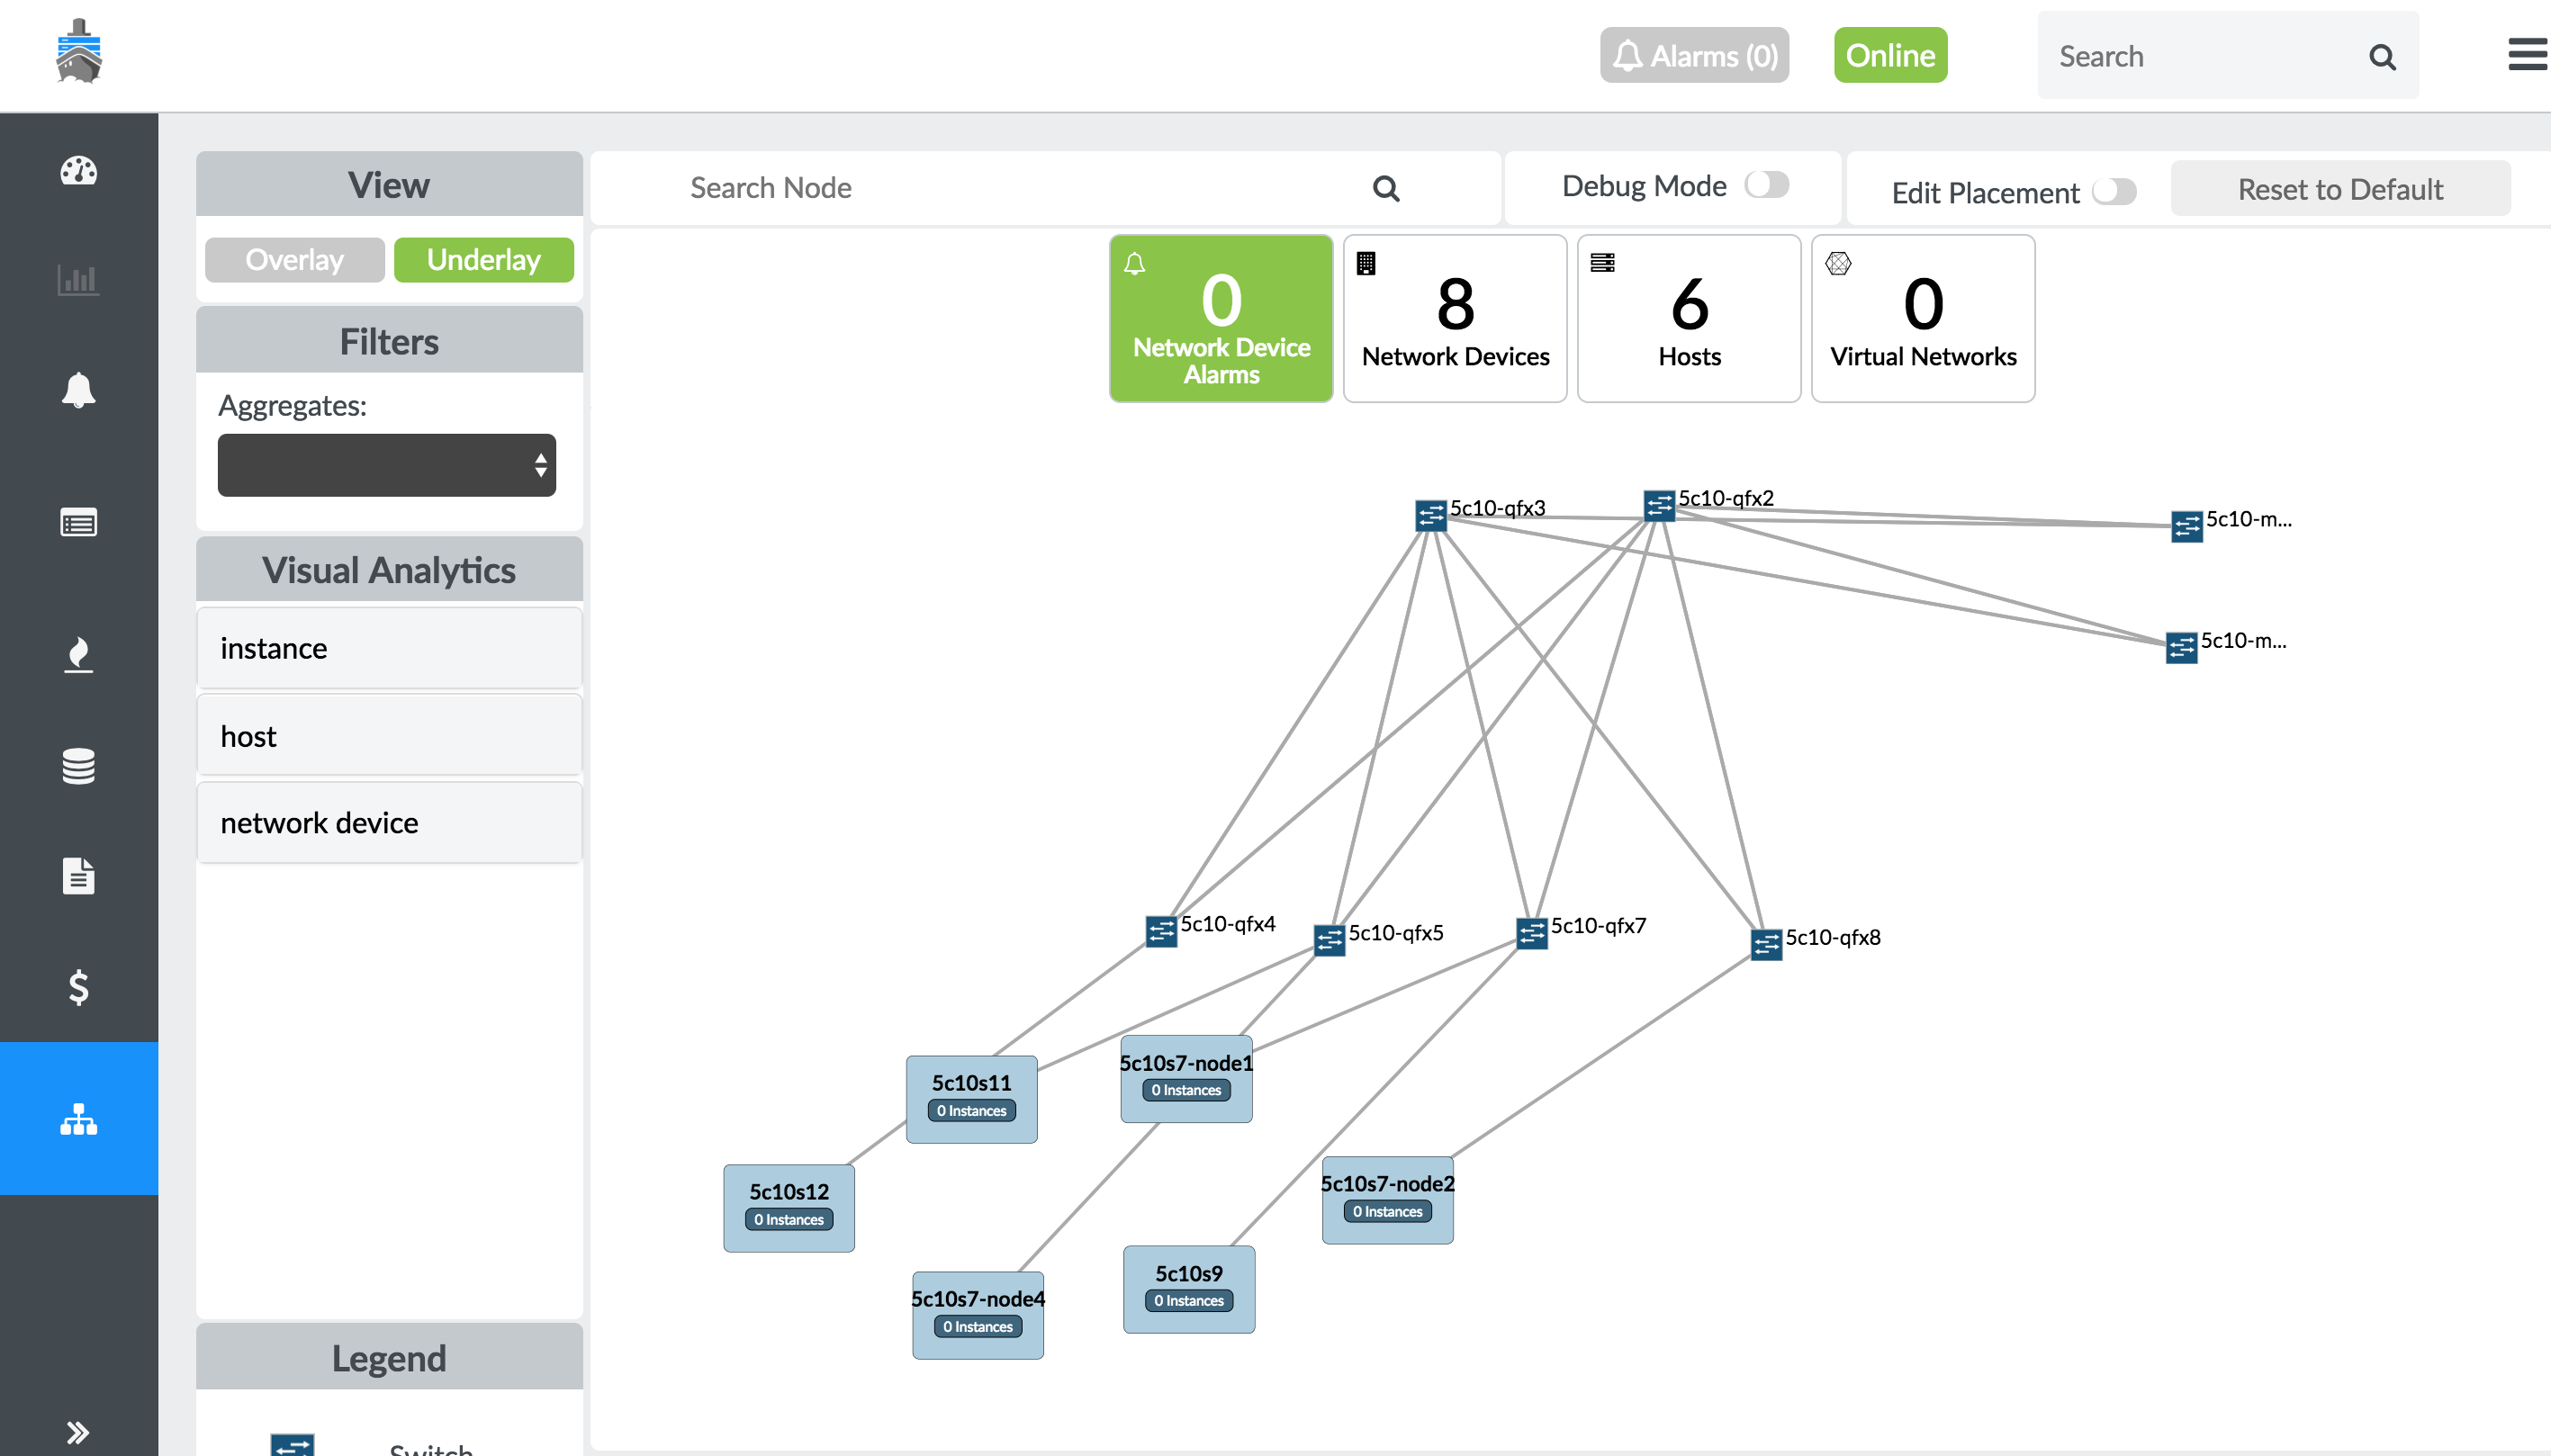 Alarms (0)
Online
Search
View
Overlay
Underlay
Search Node
Debug Mode
Edit Placement
Reset to Default
0
Network Device
Alarms
8
Network Devices
6
Hosts
0
Virtual Networks
Filters
Aggregates:
Visual Analytics
instance
host
network device
Legend
Switch
5c10-qfx3
5c10-qfx2
5c10-m...
5c10-m...
5c10-qfx4
5c10-qfx5
5c10-qfx7
5c10-qfx8
5c10s11
0 Instances
5c10s7-node1
0 Instances
5c10s12
0 Instances
5c10s7-node2
0 Instances
5c10s7-node4
0 Instances
5c10s9
0 Instances